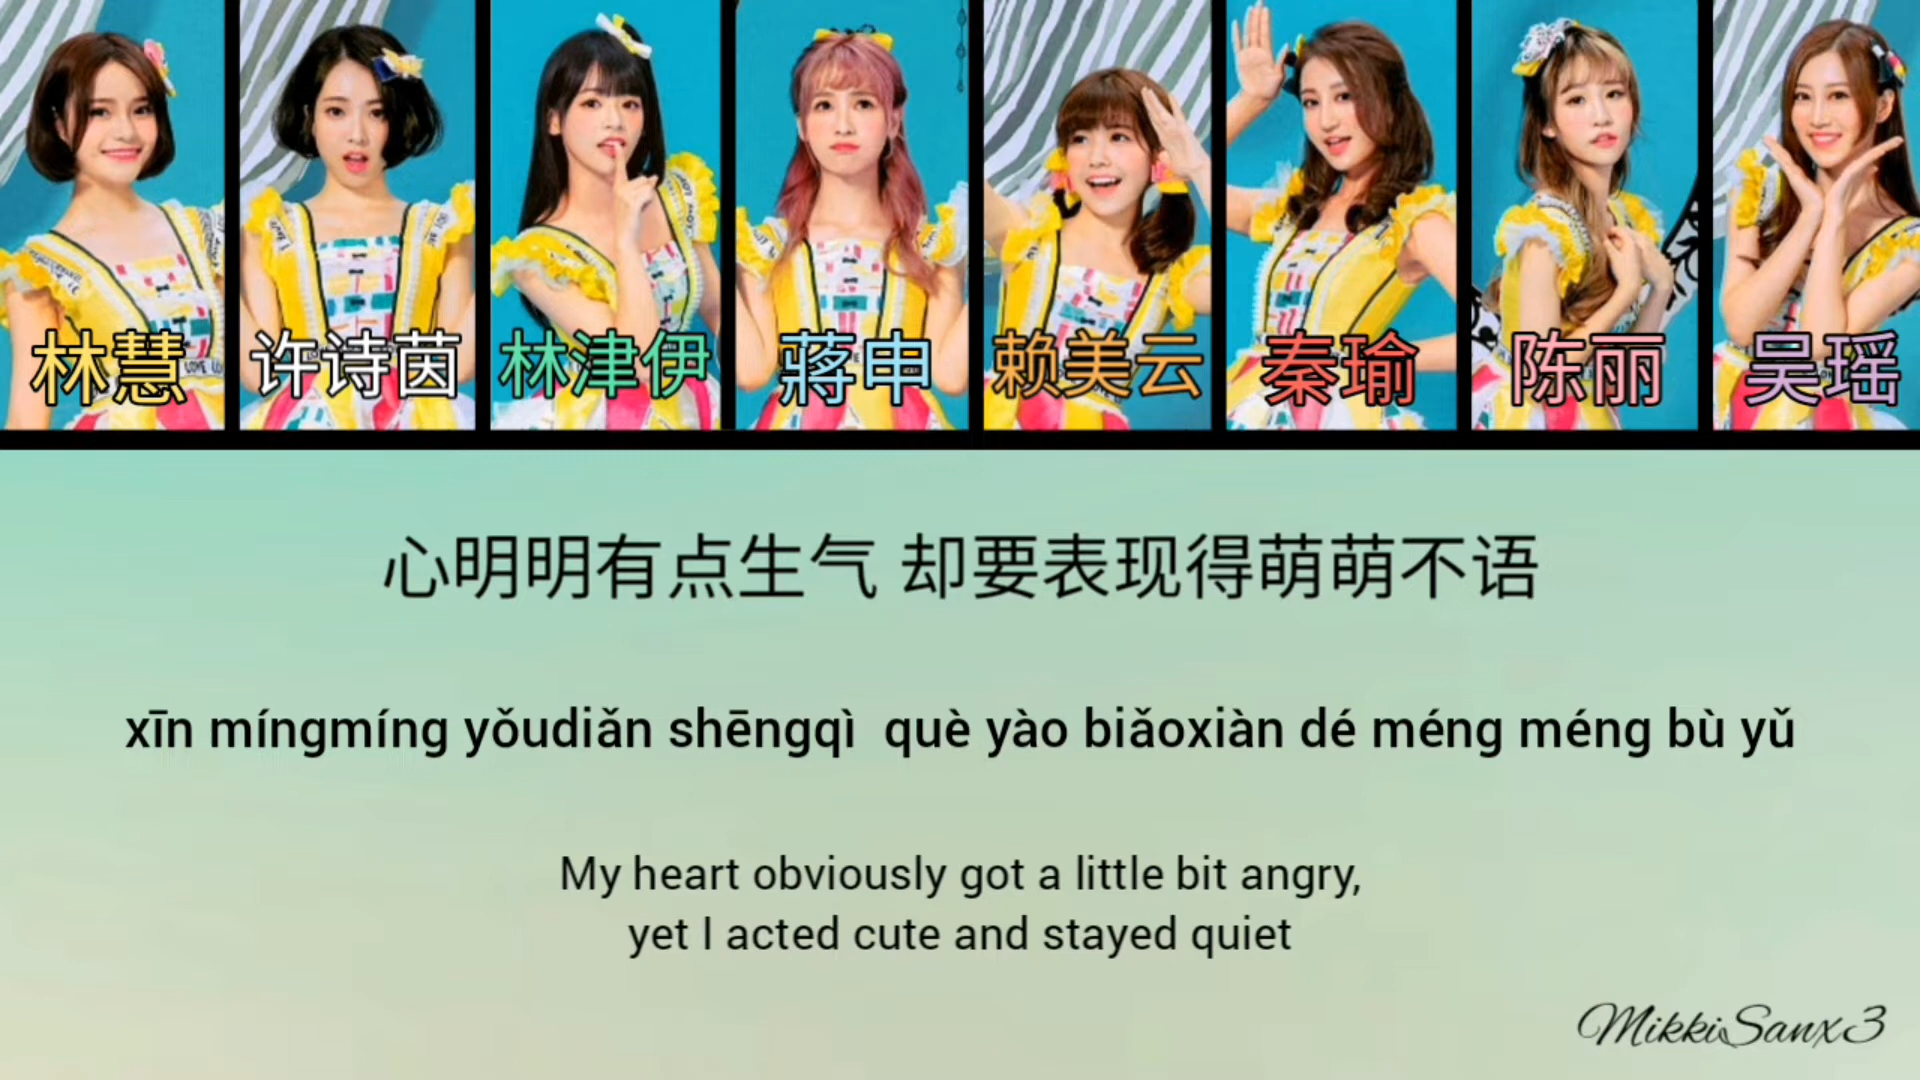 林慧 许诗茵 林津伊 蔣申 赖美云 秦瑜 陈丽 吴瑶
心明明有点生气 却要表现得萌萌不语
xīn míngmíng yǒudiǎn shēngqì què yào biǎoxiàn dé méng méng bù yǔ
My heart obviously got a little bit angry,
yet I acted cute and stayed quiet
MikkiSanx3